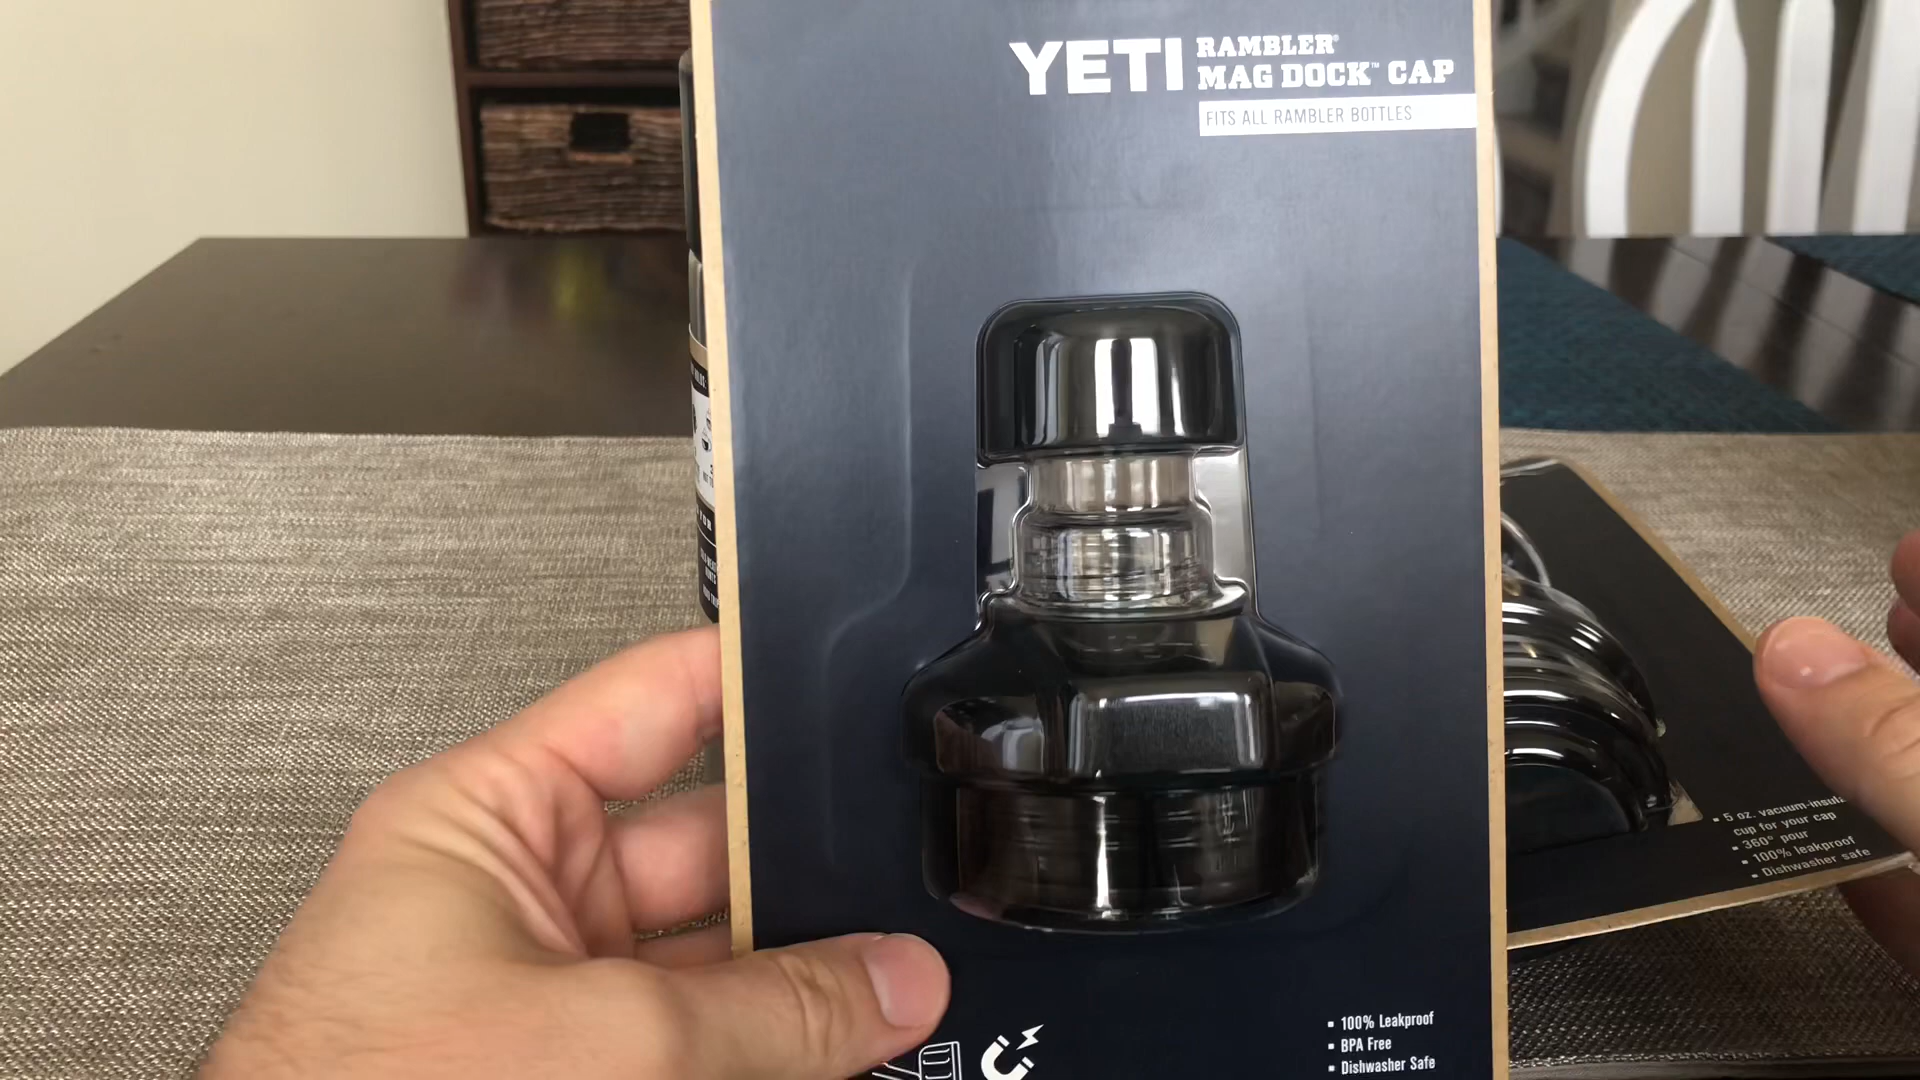 YETI RAMBLER®
MAG DOCK™ CAP
FITS ALL RAMBLER BOTTLES
100% Leakproof
BPA Free
Dishwasher Safe
5 oz. vacuum-insul
cup for your cap
360° pour
100% leakproof
Dishwasher safe